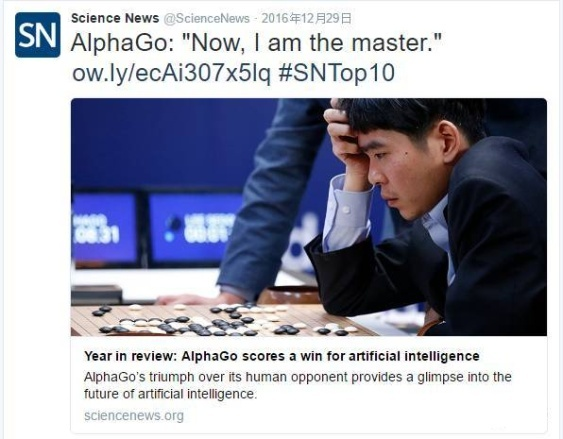 SN
Science News @ScienceNews · 2016年12月29日
AlphaGo: "Now, I am the master."
ow.ly/ecAi307x5lq #SNTop10
Year in review: AlphaGo scores a win for artificial intelligence
AlphaGo's triumph over its human opponent provides a glimpse into the
future of artificial intelligence.
sciencenews.org